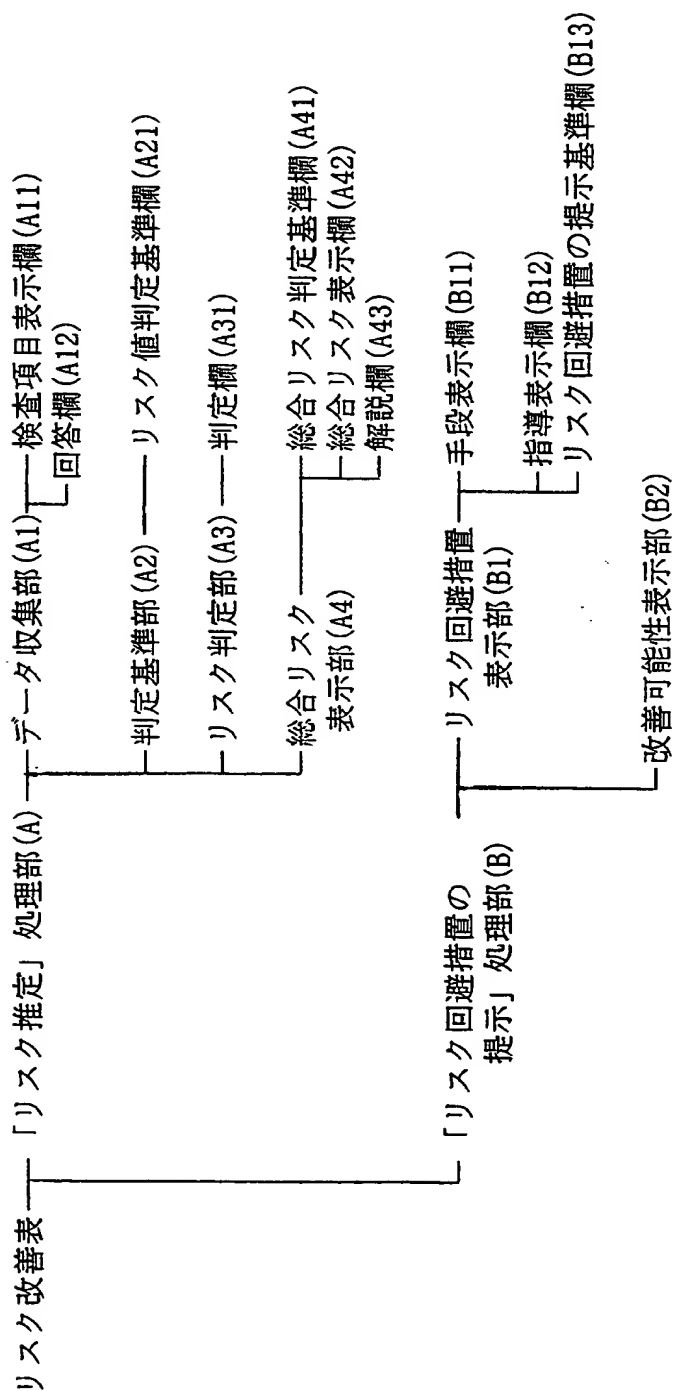 リスク改善表
「リスク推定」処理部(A)
データ収集部(A1)
検査項目表示欄(A11)
回答欄(A12)
判定基準部(A2)
リスク値判定基準欄(A21)
リスク判定部(A3)
判定欄(A31)
総合リスク
表示部(A4)
総合リスク判定基準欄(A41)
総合リスク表示欄(A42)
解説欄(A43)
「リスク回避措置の
提示」処理部(B)
リスク回避措置
表示部(B1)
手段表示欄(B11)
指導表示欄(B12)
リスク回避措置の提示基準欄(B13)
改善可能性表示部(B2)